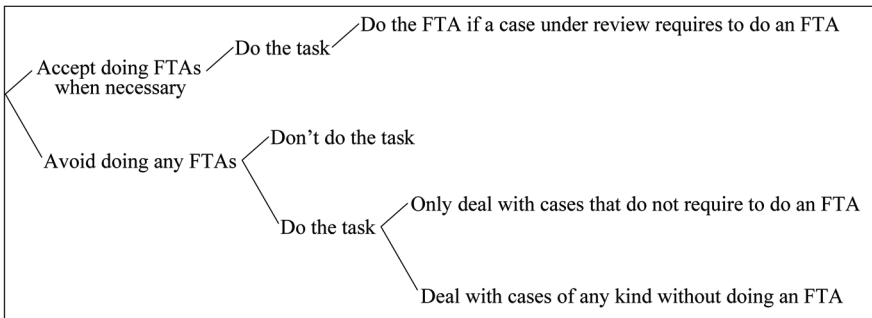 Do the FTA if a case under review requires to do an FTA
Do the task
Accept doing FTAs
when necessary
Don’t do the task
Avoid doing any FTAs
Only deal with cases that do not require to do an FTA
Do the task
Deal with cases of any kind without doing an FTA